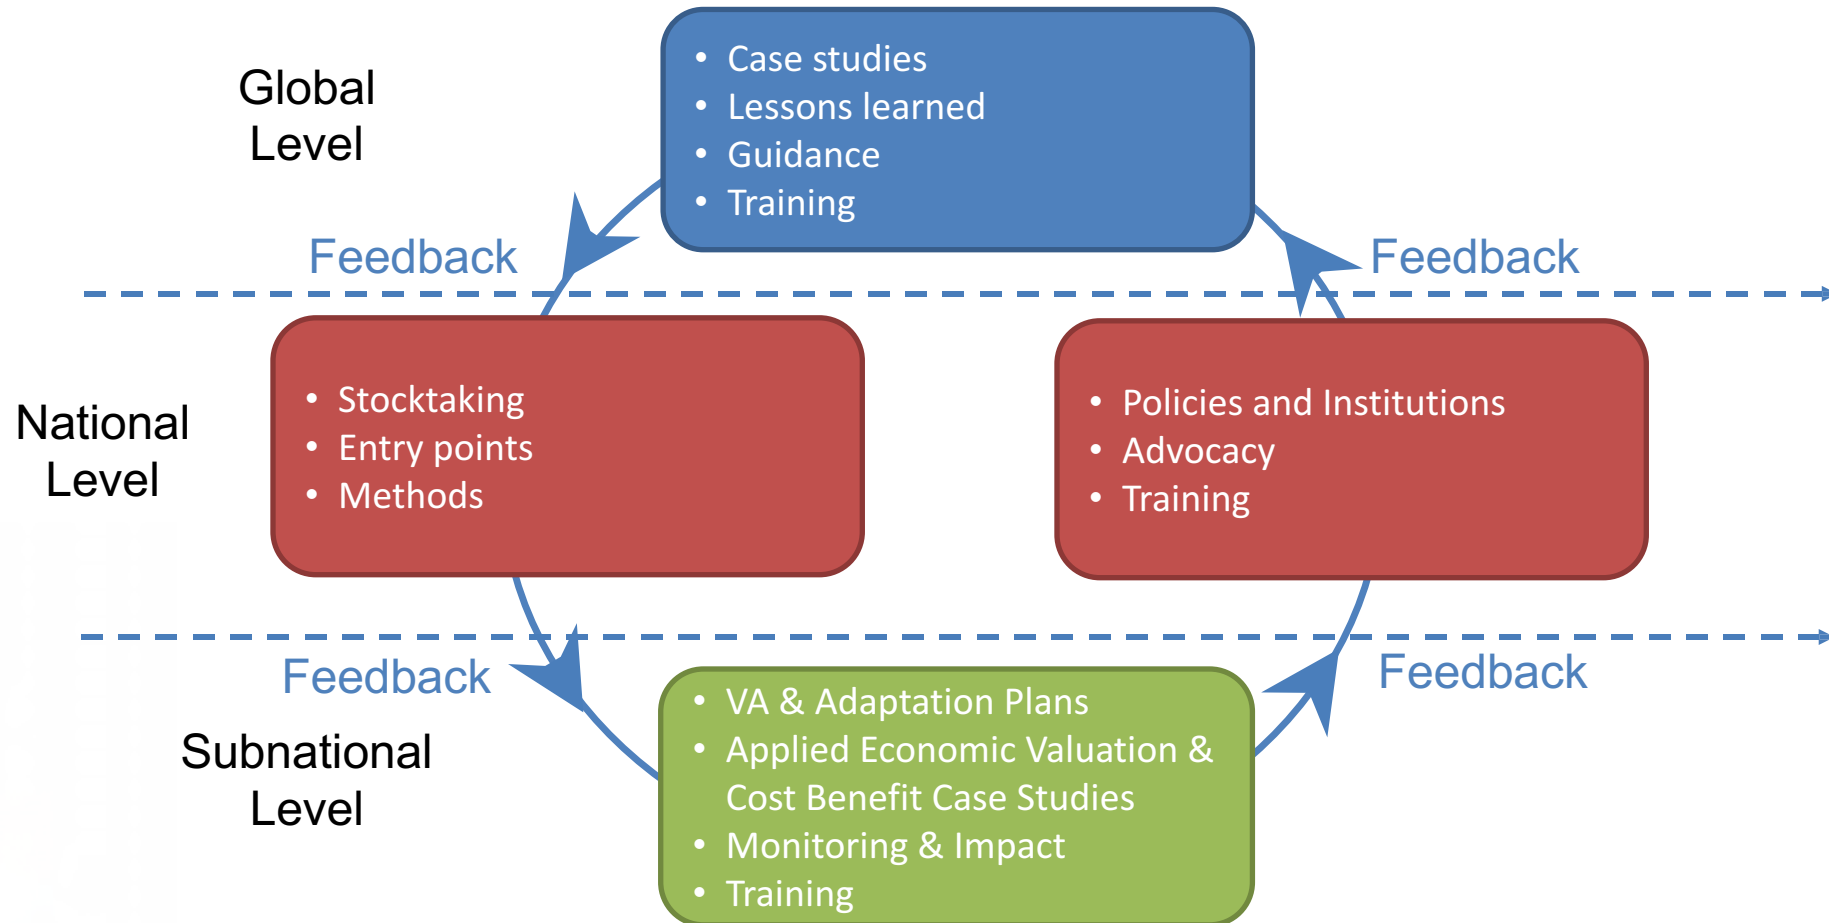 Global
Level
• Case studies
• Lessons learned
• Guidance
• Training
Feedback
Feedback
National
Level
• Stocktaking
• Entry points
• Methods
• Policies and Institutions
• Advocacy
• Training
Feedback
Feedback
Subnational
Level
• VA & Adaptation Plans
• Applied Economic Valuation &
Cost Benefit Case Studies
• Monitoring & Impact
• Training